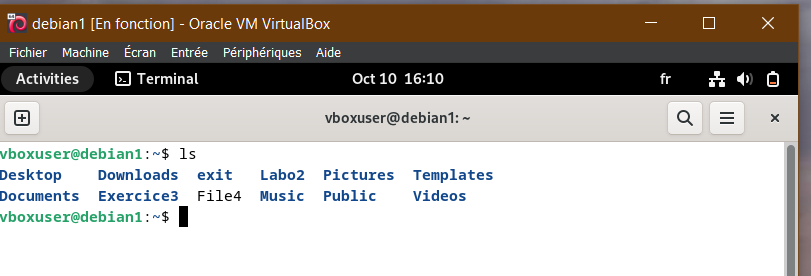 debian1 [En fonction] - Oracle VM VirtualBox
Fichier Machine Écran Entrée Périphériques Aide
Activities Terminal Oct 10 16:10 fr
vboxuser@debian1: ~
vboxuser@debian1:~$ ls
Desktop Downloads exit Labo2 Pictures Templates
Documents Exercice3 File4 Music Public Videos
vboxuser@debian1:~$